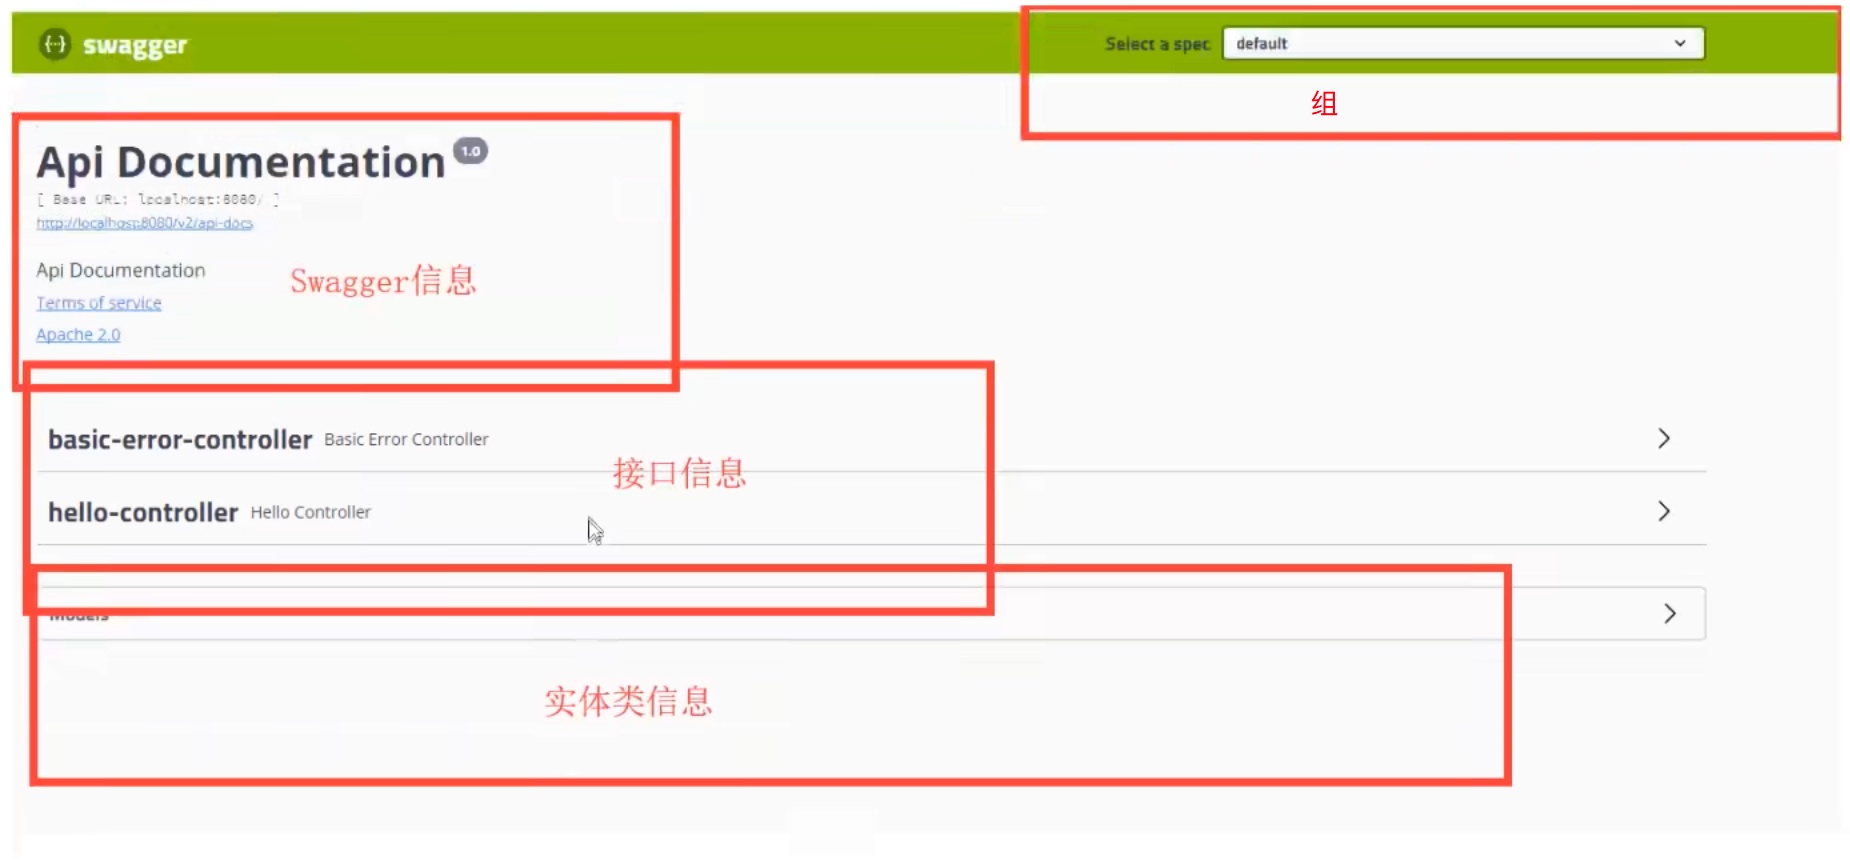 swagger
Select a spec default
组
Api Documentation 1.0
[ Base URL: localhost:8080/ ]
http://localhost:8080/v2/api-docs
Api Documentation
Swagger信息
Terms of service
Apache 2.0
basic-error-controller Basic Error Controller
接口信息
hello-controller Hello Controller
Models
实体类信息